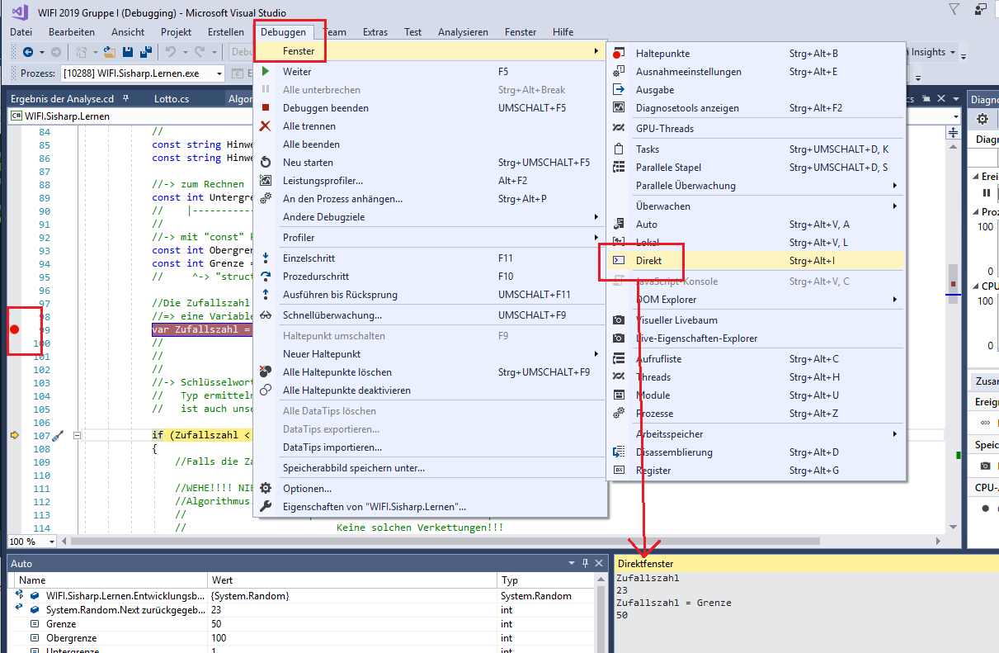 WIFI 2019 Gruppe I (Debugging) - Microsoft Visual Studio
Datei Bearbeiten Ansicht Projekt Erstellen Debuggen Team Extras Test Analysieren Fenster Hilfe
Debu
Insights
Prozess: [10288] WIFI.Sisharp.Lernen.exe
Ergebnis der Analyse.cd Lotto.cs Algor cs Diagno
WIFI.Sisharp.Lernen
Fenster
Weiter F5
Alle unterbrechen Strg+Alt+Break
Debuggen beenden UMSCHALT+F5
Alle trennen
Alle beenden
Neu starten Strg+UMSCHALT+F5
Leistungsprofiler... Alt+F2
An den Prozess anhängen... Strg+Alt+P
Andere Debugziele
Profiler
Einzelschritt F11
Prozedurschritt F10
Ausführen bis Rücksprung UMSCHALT+F11
Schnellüberwachung... UMSCHALT+F9
Haltepunkt umschalten F9
Neuer Haltepunkt
Alle Haltepunkte löschen Strg+UMSCHALT+F9
Alle Haltepunkte deaktivieren
Alle DataTips löschen
DataTips exportieren...
DataTips importieren...
Speicherabbild speichern unter...
Optionen...
Eigenschaften von "WIFI.Sisharp.Lernen"...
Haltepunkte Strg+Alt+B
Ausnahmeeinstellungen Strg+Alt+E
Ausgabe
Diagnosetools anzeigen Strg+Alt+F2
GPU-Threads
Tasks Strg+UMSCHALT+D, K
Parallele Stapel Strg+UMSCHALT+D, S
Parallele Überwachung
Überwachen
Auto Strg+Alt+V, A
Lokal Strg+Alt+V, L
Direkt Strg+Alt+I
JavaScript-Konsole Strg+Alt+V, C
DOM Explorer
Visueller Livebaum
Live-Eigenschaften-Explorer
Aufrufliste Strg+Alt+C
Threads Strg+Alt+H
Module Strg+Alt+U
Prozesse Strg+Alt+Z
Arbeitsspeicher
Disassemblierung Strg+Alt+D
Register Strg+Alt+G
84 //
85 const string Hinwe
86 const string Hinwe
87
88 //-> zum Rechnen
89 const int Untergre
90 // |-----------
91 //
92 //-> mit "const" k
93 const int Obergren
94 const int Grenze =
95 // ^-> "struct
96
97 //Die Zufallszahl
98 //=> eine Variable
99 var Zufallszahl =
100 //
101 //
102 //
103 //-> Schlüsselwort
104 // Typ ermitteln
105 // ist auch unse
106
107 if (Zufallszahl <
108 {
109 //Falls die Za
110
111 //WEHE!!!! NIE
112 //Algorithmus.
113 //
114 // Keine solchen Verkettungen!!!
100 %
Diagn
Erei
Proz
100
0
CPU
100
0
Zusan
Ereign
Speic
CPU-A
Auto
Name Wert Typ
WIFI.Sisharp.Lernen.Entwicklungsb... {System.Random} System.Random
System.Random.Next zurückgegeb... 23 int
Grenze 50 int
Obergrenze 100 int
Untergrenze 1 int
Direktfenster
Zufallszahl
23
Zufallszahl = Grenze
50